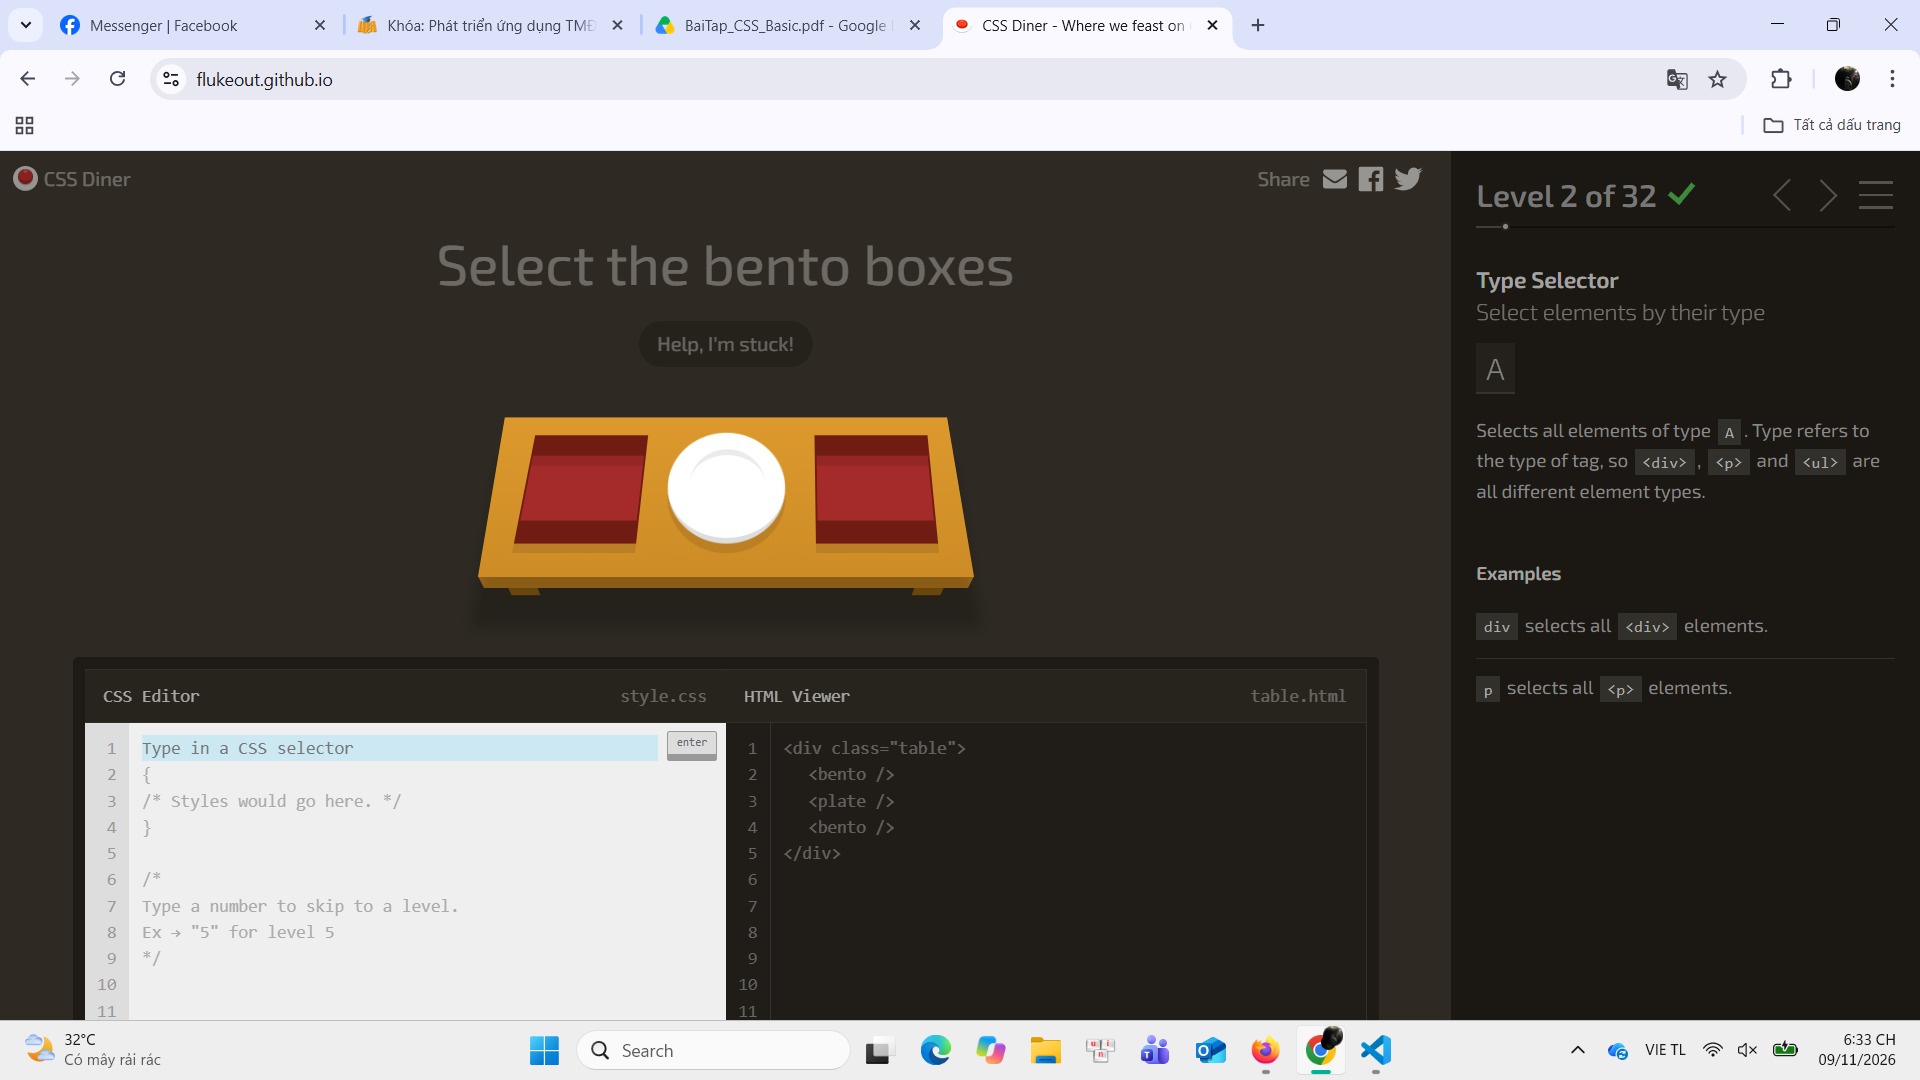 Messenger | Facebook
Khóa: Phát triển ứng dụng TMĐ
BaiTap_CSS_Basic.pdf - Google
CSS Diner - Where we feast on
flukeout.github.io
Tất cả dấu trang
CSS Diner
Share
Select the bento boxes
Help, I'm stuck!
CSS Editor
style.css
HTML Viewer
table.html
1 Type in a CSS selector
enter
2 {
3 /* Styles would go here. */
4 }
5
6 /*
7 Type a number to skip to a level.
8 Ex → "5" for level 5
9 */
10
11
1 <div class="table">
2 <bento />
3 <plate />
4 <bento />
5 </div>
6
7
8
9
10
11
Level 2 of 32
Type Selector
Select elements by their type
A
Selects all elements of type A . Type refers to
the type of tag, so <div> , <p> and <ul> are
all different element types.
Examples
div selects all <div> elements.
p selects all <p> elements.
32°C
Có mây rải rác
Search
VIE TL
6:33 CH
09/11/2026